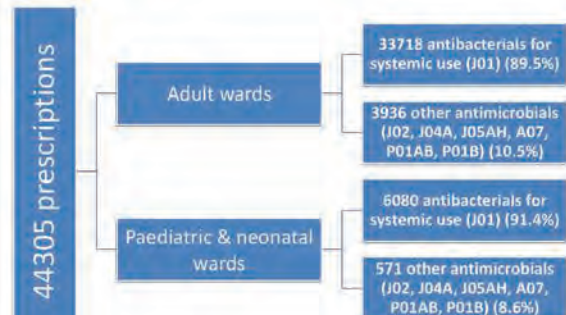 44305 prescriptions
Adult wards
33718 antibacterials for
systemic use (J01) (89.5%)
3936 other antimicrobials
(J02, J04A, J05AH, A07,
P01AB, P01B) (10.5%)
Paediatric & neonatal
wards
6080 antibacterials for
systemic use (J01) (91.4%)
571 other antimicrobials
(J02, J04A, J05AH, A07,
P01AB, P01B) (8.6%)